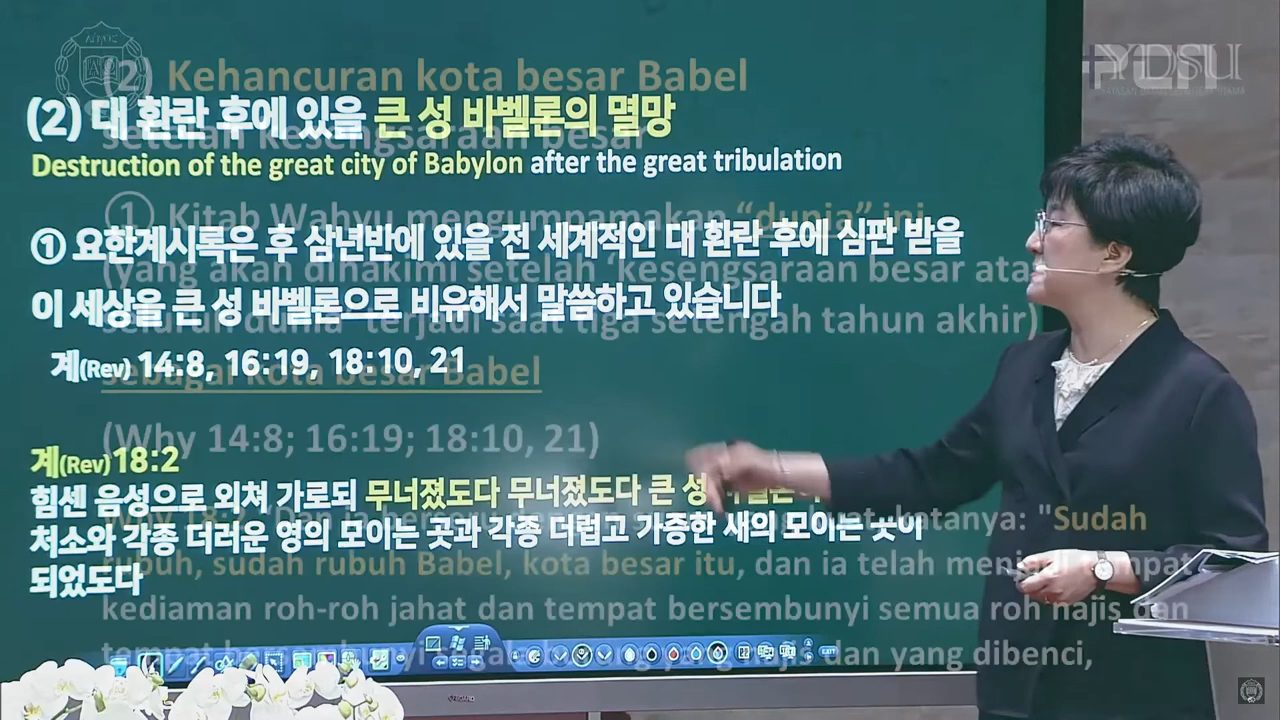 (2) Kehancuran kota besar Babel
YDSU
(2) 대 환란 후에 있을 큰 성 바벨론의 멸망
setelah kesengsaraan besar
Destruction of the great city of Babylon after the great tribulation
① Kitab Wahyu mengumpamakan “dunia” ini
① 요한계시록은 후 삼년반에 있을 전 세계적인 대 환란 후에 심판 받을
(yang akan dihakimi setelah "kesengsaraan besar atas
이 세상을 큰 성 바벨론으로 비유해서 말씀하고 있습니다
seluruh dunia" terjadi saat tiga setengah tahun akhir)
계(Rev) 14:8, 16:19, 18:10, 21
sebagai kota besar Babel
(Why 14:8; 16:19; 18:10, 21)
계(Rev)18:2
힘센 음성으로 외쳐 가로되 무너졌도다 무너졌도다 큰 성
katanya: "Sudah
처소와 각종 더러운 영의 모이는 곳과 각종 더럽고 가증한 새의 모이는 곳이
rubuh, sudah rubuh Babel, kota besar itu, dan ia telah menjadi tempat
되었도다
kediaman roh-roh jahat dan tempat bersembunyi semua roh najis dan
dan yang dibenci,
EXIT